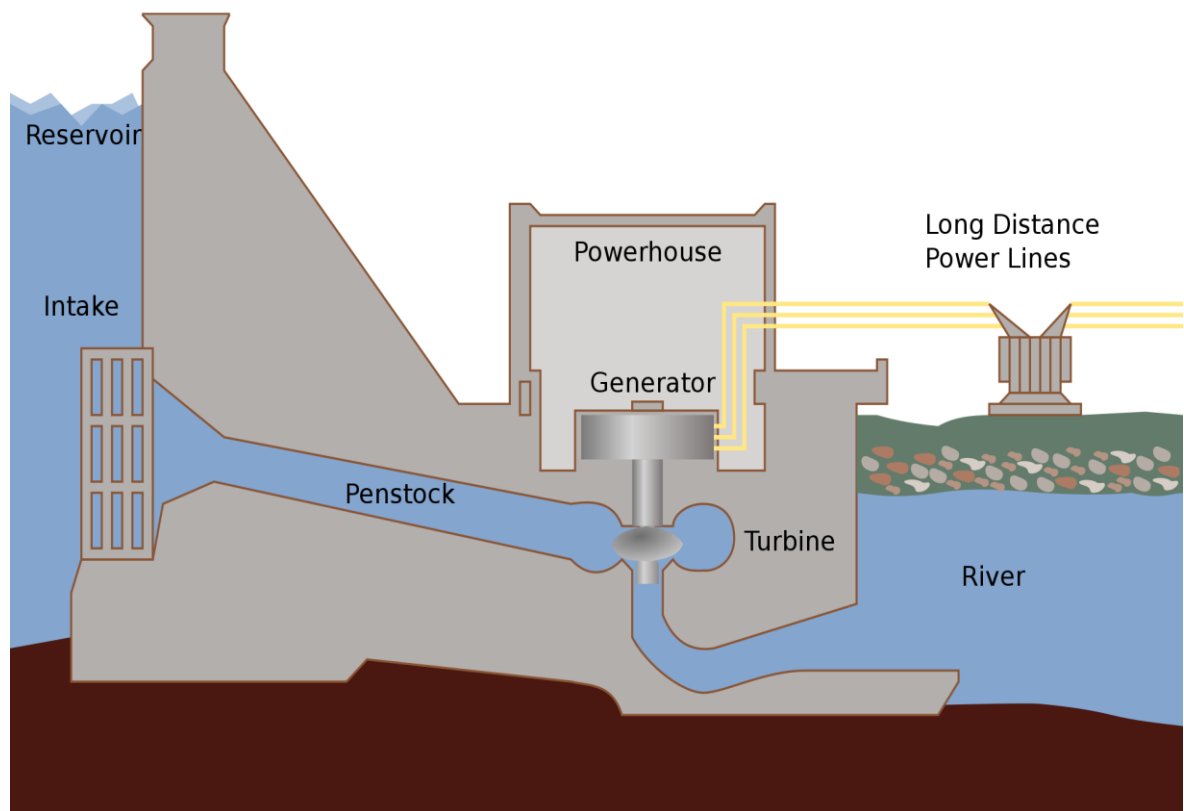 Reservoir
Intake
Penstock
Powerhouse
Generator
Turbine
Long Distance
Power Lines
River